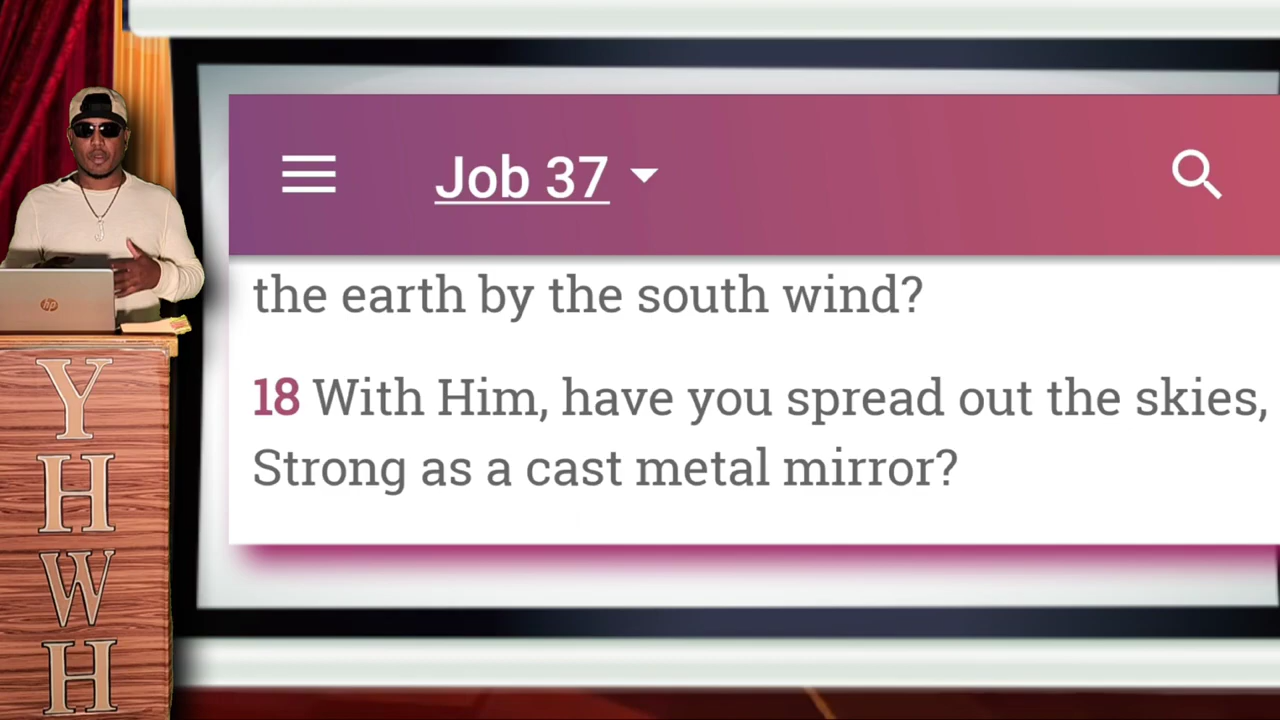 Job 37
the earth by the south wind?
18 With Him, have you spread out the skies,
Strong as a cast metal mirror?
hp
Y
H
W
H